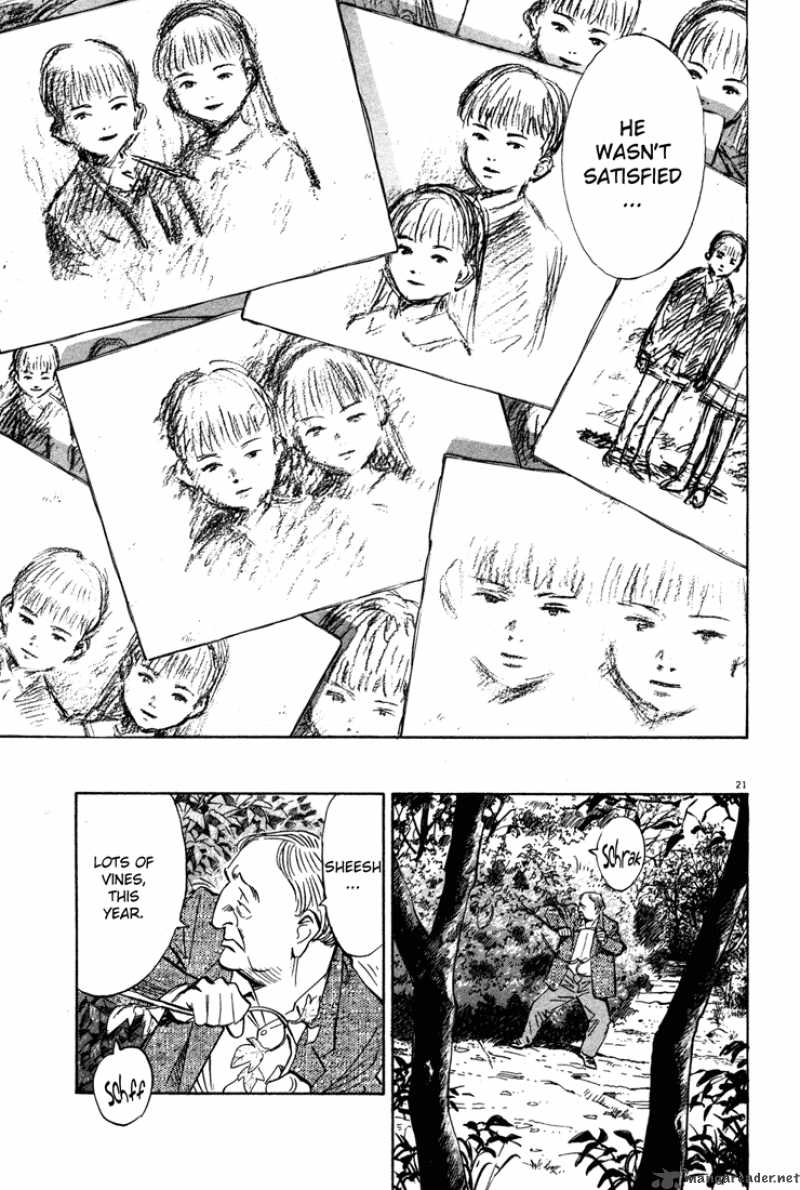 HE
WASN'T
SATISFIED
...
21
schrak
SHEESH
...
LOTS OF
VINES,
THIS
YEAR.
schff
mangareader.net